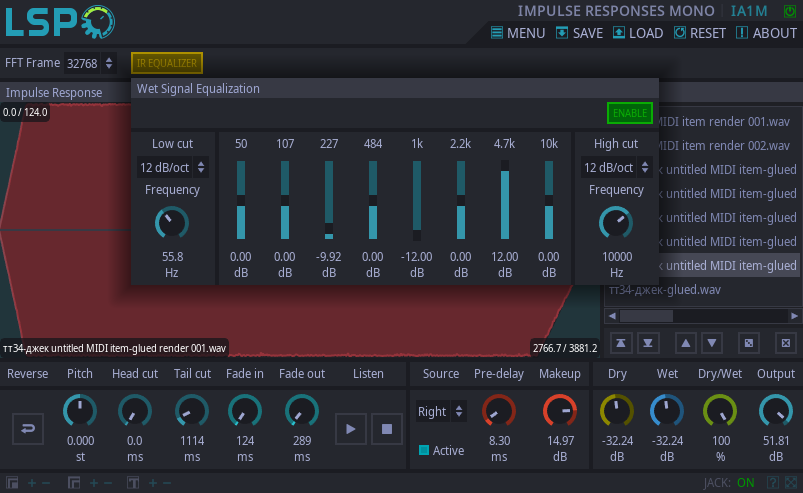 LSP
IMPULSE RESPONSES MONO IA1M
MENU SAVE LOAD RESET ABOUT
FFT Frame 32768 IR EQUALIZER
Impulse Response
Wet Signal Equalization
0.0 / 124.0
ENABLE
MIDI item render 001.wav
MIDI item render 002.wav
к untitled MIDI item-glued
к untitled MIDI item-glued
к untitled MIDI item-glued
к untitled MIDI item-glued
к untitled MIDI item-glued
тт34-джек-glued.wav
Low cut 50 107 227 484 1k 2.2k 4.7k 10k High cut
12 dB/oct 12 dB/oct
Frequency Frequency
55.8 0.00 0.00 -9.92 0.00 -12.00 0.00 12.00 0.00 10000
Hz dB dB dB dB dB dB dB dB Hz
тт34-джек untitled MIDI item-glued render 001.wav 2766.7 / 3881.2
Reverse Pitch Head cut Tail cut Fade in Fade out Listen Source Pre-delay Makeup Dry Wet Dry/Wet Output
Right
0.000 0.0 1114 124 289 Active 8.30 14.97 -32.24 -32.24 100 51.81
st ms ms ms ms ms dB dB dB % dB
JACK: ON